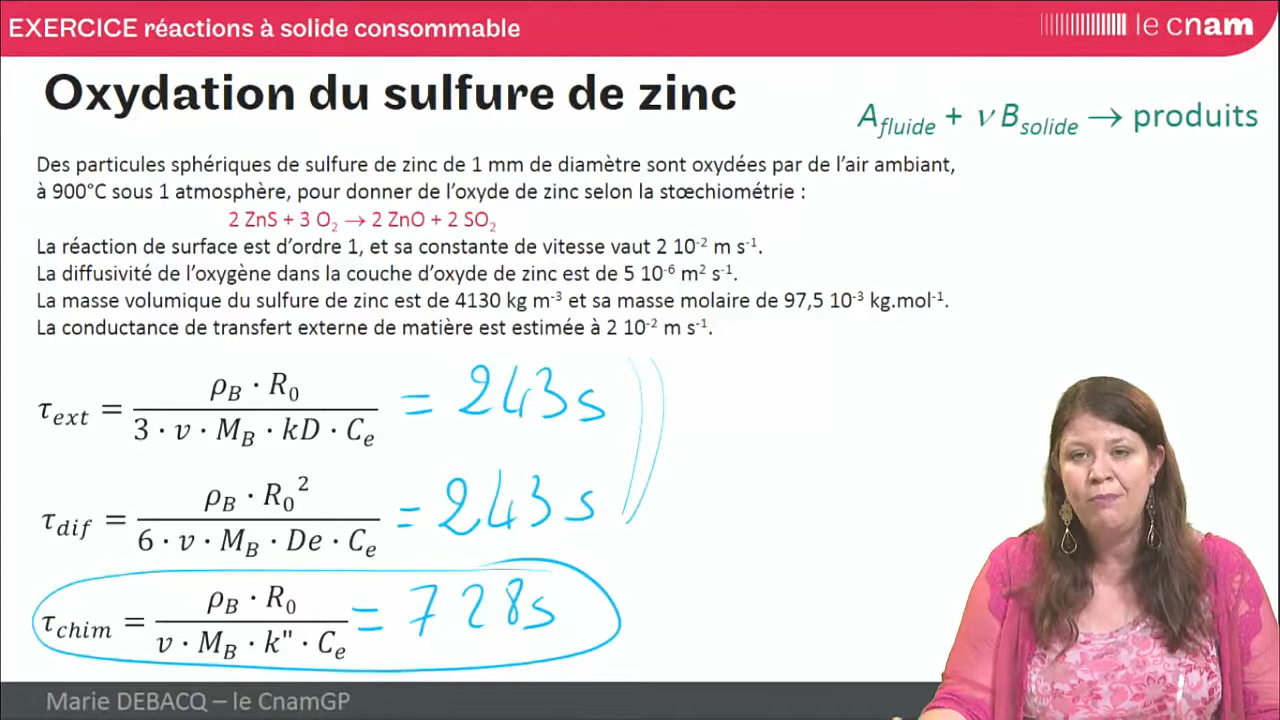 EXERCICE réactions à solide consommable
le cnam
Oxydation du sulfure de zinc
A_fluide + ν B_solide → produits
Des particules sphériques de sulfure de zinc de 1 mm de diamètre sont oxydées par de l'air ambiant,
à 900°C sous 1 atmosphère, pour donner de l'oxyde de zinc selon la stœchiométrie :
2 ZnS + 3 O₂ → 2 ZnO + 2 SO₂
La réaction de surface est d'ordre 1, et sa constante de vitesse vaut 2 10⁻² m s⁻¹.
La diffusivité de l'oxygène dans la couche d'oxyde de zinc est de 5 10⁻⁶ m² s⁻¹.
La masse volumique du sulfure de zinc est de 4130 kg m⁻³ et sa masse molaire de 97,5 10⁻³ kg.mol⁻¹.
La conductance de transfert externe de matière est estimée à 2 10⁻² m s⁻¹.
τ_ext = (ρ_B · R₀) / (3 · ν · M_B · kD · C_e) = 243 s
τ_dif = (ρ_B · R₀²) / (6 · ν · M_B · De · C_e) = 243 s
τ_chim = (ρ_B · R₀) / (ν · M_B · k" · C_e) = 728 s
Marie DEBACQ – le CnamGP